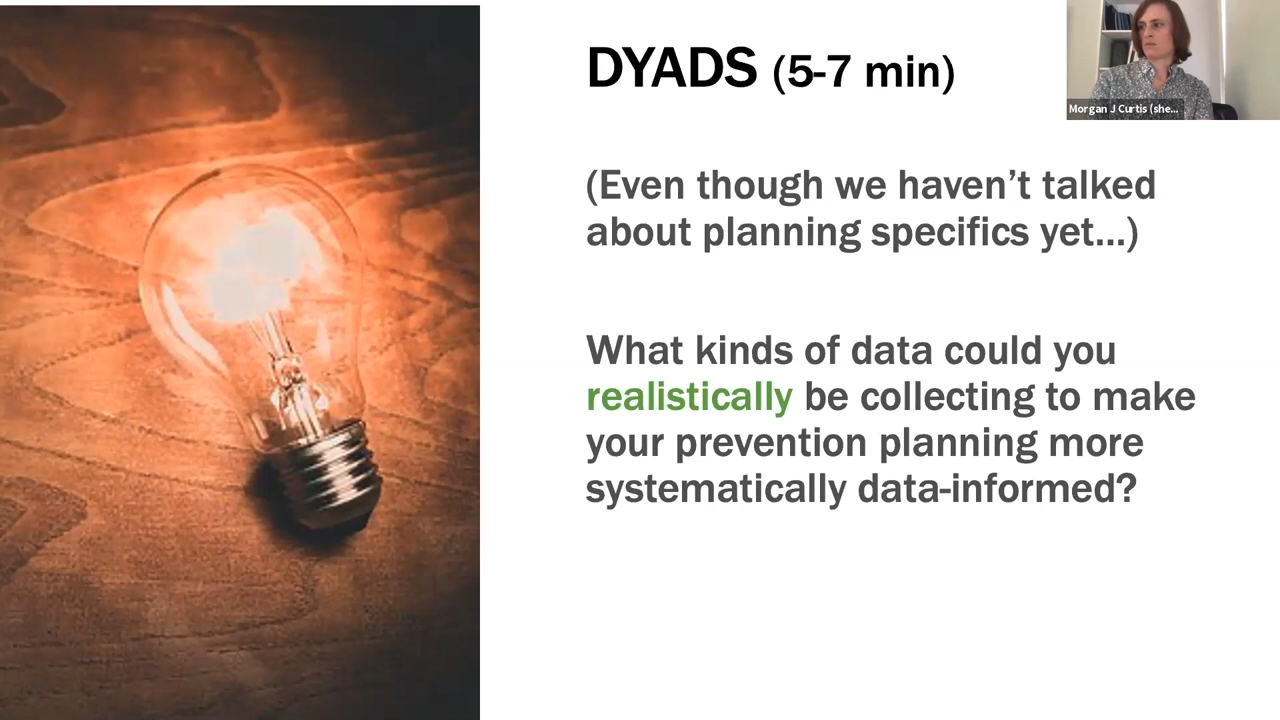 DYADS (5-7 min)
Morgan J Curtis (she...
(Even though we haven’t talked
about planning specifics yet...)
What kinds of data could you
realistically be collecting to make
your prevention planning more
systematically data-informed?